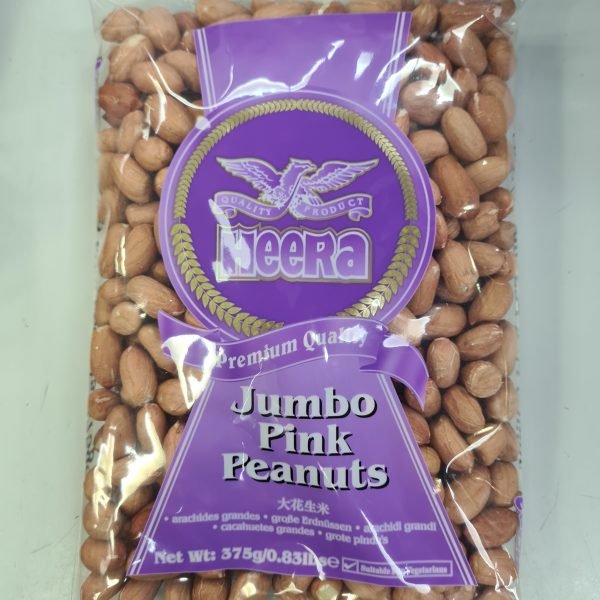 QUALITY PRODUCT
HEERA
Premium Quality
Jumbo
Pink
Peanuts
大花生米
• arachides grandes • große Erdnüssen • arachidi grandi
cacahuetes grandes • grote pinda's
Net Wt: 375g/0.83lbs℮
Suitable For Vegetarians